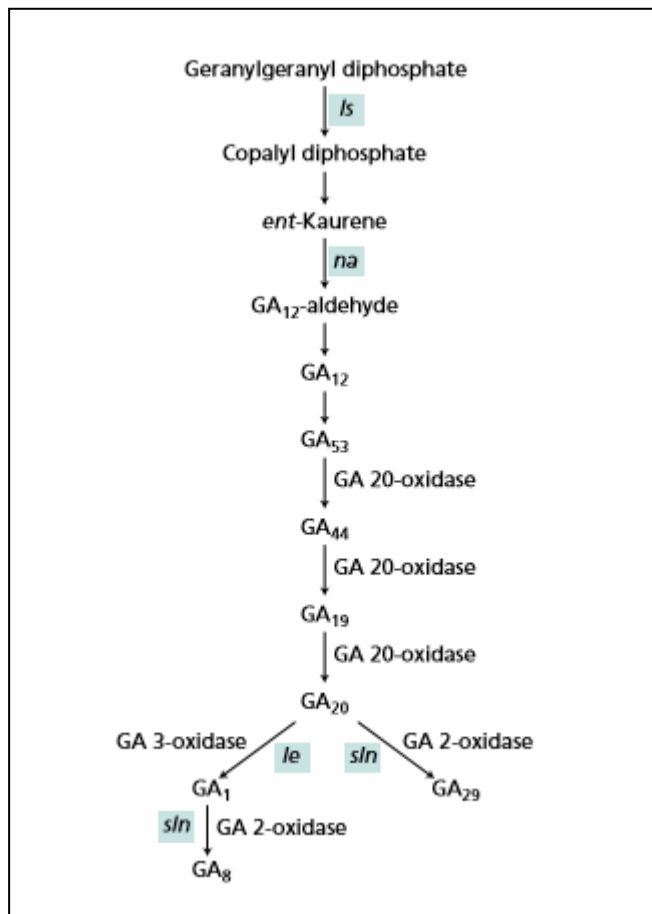 Geranylgeranyl diphosphate
ls
Copalyl diphosphate
ent-Kaurene
na
GA₁₂-aldehyde
GA₁₂
GA₅₃
GA 20-oxidase
GA₄₄
GA 20-oxidase
GA₁₉
GA 20-oxidase
GA₂₀
GA 3-oxidase le sln GA 2-oxidase
GA₁ GA₂₉
sln GA 2-oxidase
GA₈